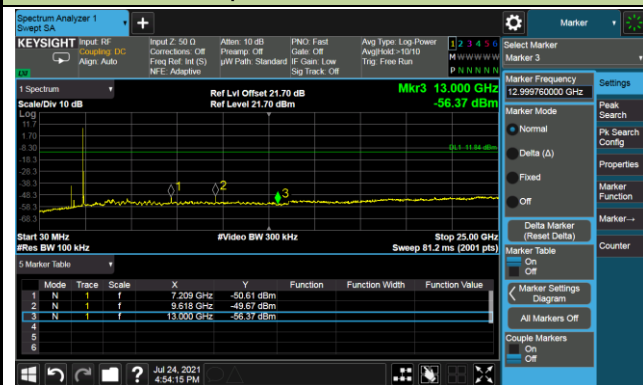 Spectrum Analyzer 1
Swept SA
+
Marker
KEYSIGHT
Input: RF
Coupling: DC
Align: Auto
Input Z: 50 Ω
Corrections: Off
Freq Ref: Int (S)
NFE: Adaptive
Atten: 10 dB
Preamp: Off
µW Path: Standard
PNO: Fast
Gate: Off
IF Gain: Low
Sig Track: Off
Avg Type: Log-Power
Avg|Hold:>10/10
Trig: Free Run
1 2 3 4 5 6
M W W W W W
P N N N N N
Select Marker
Marker 3
1 Spectrum
Scale/Div 10 dB
Ref Lvl Offset 21.70 dB
Ref Level 21.70 dBm
Mkr3 13.000 GHz
-56.37 dBm
Log
11.7
1.70
-8.30
-18.3
-28.3
-38.3
-48.3
-58.3
-68.3
DL1 -11.84 dBm
1
2
3
Start 30 MHz
#Video BW 300 kHz
Stop 25.00 GHz
#Res BW 100 kHz
Sweep 81.2 ms (2001 pts)
5 Marker Table
Mode Trace Scale X Y Function Function Width Function Value
1 N 1 f 7.209 GHz -50.61 dBm
2 N 1 f 9.618 GHz -49.67 dBm
3 N 1 f 13.000 GHz -56.37 dBm
4
5
6
Marker Frequency
12.999760000 GHz
Marker Mode
Normal
Delta (Δ)
Fixed
Off
Delta Marker
(Reset Delta)
Marker Table
On
Off
Marker Settings
Diagram
All Markers Off
Couple Markers
On
Off
Settings
Peak
Search
Pk Search
Config
Properties
Marker
Function
Marker→
Counter
?
Jul 24, 2021
4:54:15 PM